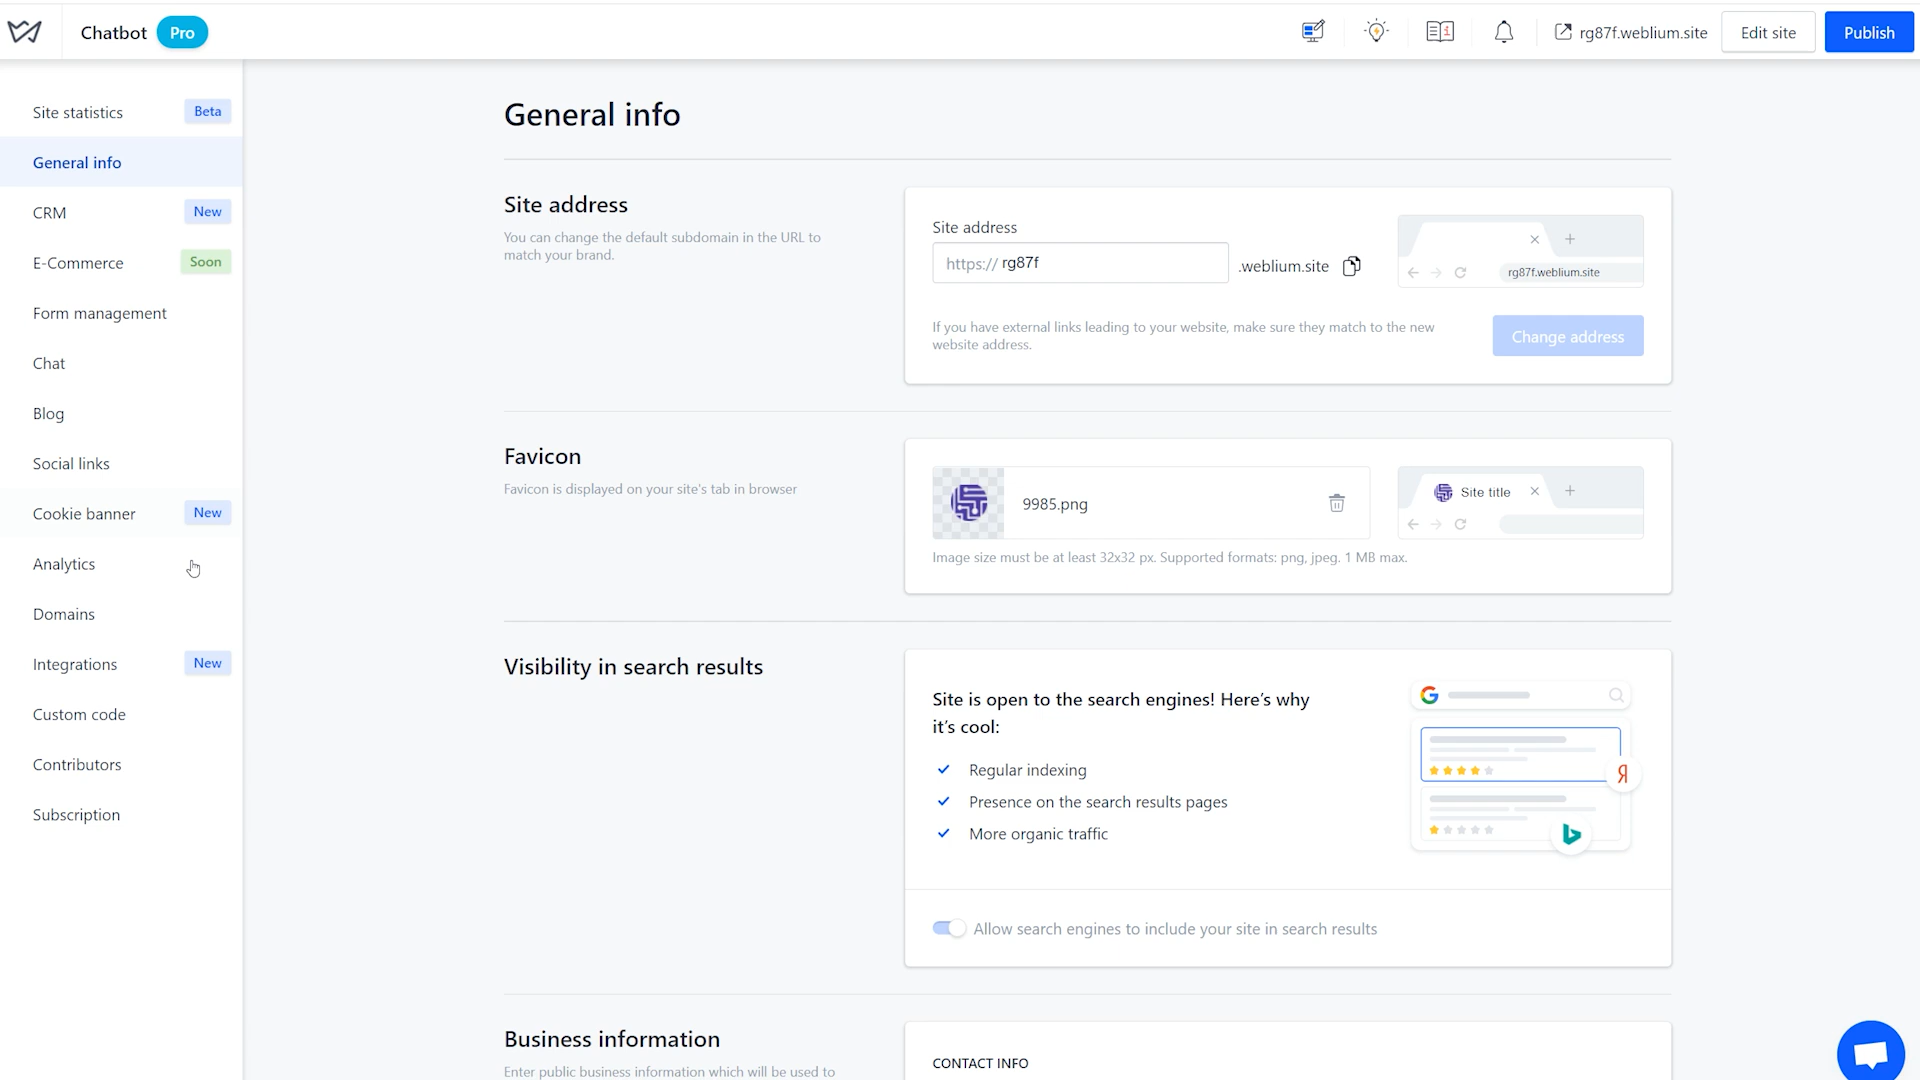 Chatbot Pro
rg87f.weblium.site
Edit site
Publish
Site statistics Beta
General info
CRM New
E-Commerce Soon
Form management
Chat
Blog
Social links
Cookie banner New
Analytics
Domains
Integrations New
Custom code
Contributors
Subscription
General info
Site address
You can change the default subdomain in the URL to
match your brand.
Site address
https:// rg87f .weblium.site
rg87f.weblium.site
If you have external links leading to your website, make sure they match to the new
website address.
Change address
Favicon
Favicon is displayed on your site's tab in browser
9985.png
Site title
Image size must be at least 32x32 px. Supported formats: png, jpeg. 1 MB max.
Visibility in search results
Site is open to the search engines! Here’s why
it’s cool:
Regular indexing
Presence on the search results pages
More organic traffic
Allow search engines to include your site in search results
Business information
Enter public business information which will be used to
CONTACT INFO